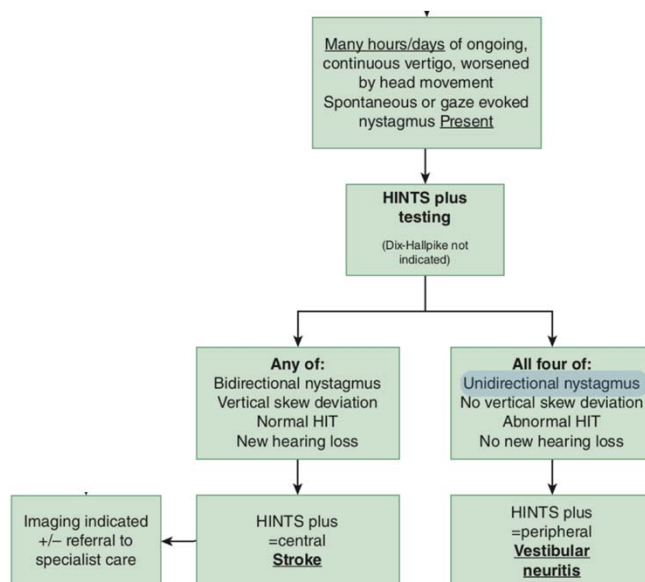 Many hours/days of ongoing,
continuous vertigo, worsened
by head movement
Spontaneous or gaze evoked
nystagmus Present
HINTS plus
testing
(Dix-Hallpike not
indicated)
Any of:
Bidirectional nystagmus
Vertical skew deviation
Normal HIT
New hearing loss
All four of:
Unidirectional nystagmus
No vertical skew deviation
Abnormal HIT
No new hearing loss
Imaging indicated
+/– referral to
specialist care
HINTS plus
=central
Stroke
HINTS plus
=peripheral
Vestibular
neuritis